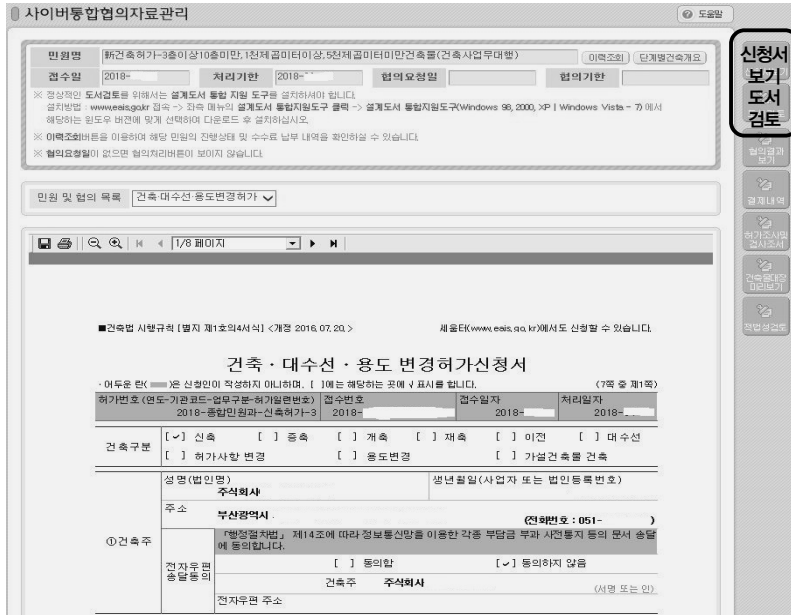 사이버통합협의자료관리
도움말
민원명 新건축허가-3층이상10층미만,1천제곱미터이상,5천제곱미터미만건축물(건축사업무대행) 이력조회 단계별건축개요
접수일 2018- 처리기한 2018- 협의요청일 협의기한
※ 정상적인 도서검토를 위해서는 설계도서 통합 지원 도구를 설치하셔야 합니다.
설치방법 : www.eais.go.kr 접속 -> 좌측 메뉴의 설계도서 통합지원도구 클릭 -> 설계도서 통합지원도구(Windows 98, 2000, XP | Windows Vista - 7) 에서
해당하는 윈도우 버전에 맞게 선택하여 다운로드 후 설치하십시오.
※ 이력조회버튼을 이용하여 해당 민원의 진행상태 및 수수료 납부 내역을 확인하실 수 있습니다.
※ 협의요청일이 없으면 협의처리버튼이 보이지 않습니다.
신청서
보기
도서
검토
협의결과
보기
결재내역
허가조사및
검사조서
건축물대장
미리보기
적법성검토
민원 및 협의 목록 건축·대수선·용도변경허가
1/8 페이지
■건축법 시행규칙 [별지 제1호의4서식] <개정 2016. 07. 20. > 세움터(www.eais.go.kr)에서도 신청할 수 있습니다.
건축 · 대수선 · 용도 변경허가신청서
· 어두운 란( )은 신청인이 작성하지 아니하며, [ ]에는 해당하는 곳에 √ 표시를 합니다. (7쪽 중 제1쪽)
허가번호 (연도-기관코드-업무구분-허가일련번호) 접수번호 접수일자 처리일자
2018-종합민원과-신축허가-3 2018- 2018- 2018-
건축구분 [✓] 신축 [ ] 증축 [ ] 개축 [ ] 재축 [ ] 이전 [ ] 대수선
[ ] 허가사항 변경 [ ] 용도변경 [ ] 가설건축물 건축
①건축주
성명(법인명) 생년월일(사업자 또는 법인등록번호)
주식회사
주소
부산광역시 . (전화번호 : 051- )
전자우편
송달동의
「행정절차법」 제14조에 따라 정보통신망을 이용한 각종 부담금 부과 사전통지 등의 문서 송달
에 동의합니다.
[ ] 동의함 [✓] 동의하지 않음
건축주 주식회사 (서명 또는 인)
전자우편 주소